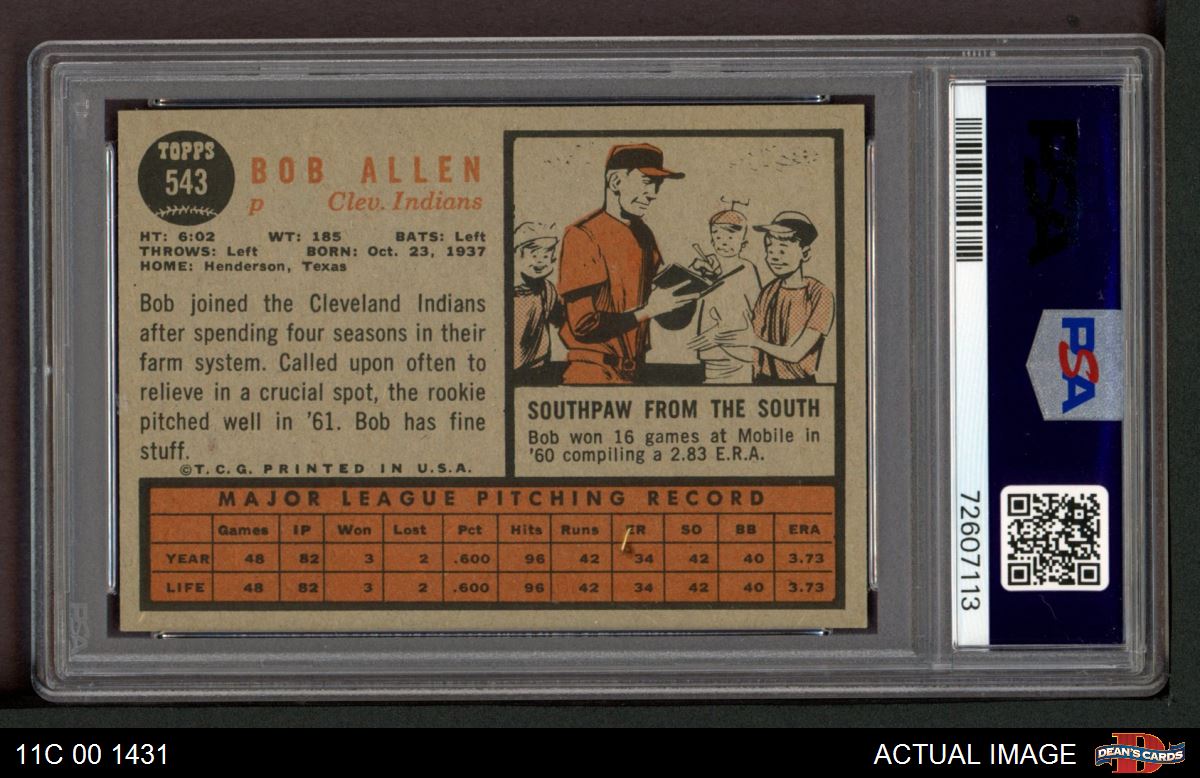 TOPPS
543
BOB ALLEN
p Clev. Indians
HT: 6:02 WT: 185 BATS: Left
THROWS: Left BORN: Oct. 23, 1937
HOME: Henderson, Texas
Bob joined the Cleveland Indians
after spending four seasons in their
farm system. Called upon often to
relieve in a crucial spot, the rookie
pitched well in '61. Bob has fine
stuff.
©T.C.G. PRINTED IN U.S.A.
SOUTHPAW FROM THE SOUTH
Bob won 16 games at Mobile in
'60 compiling a 2.83 E.R.A.
MAJOR LEAGUE PITCHING RECORD
Games IP Won Lost Pct Hits Runs ER SO BB ERA
YEAR 48 82 3 2 .600 96 42 34 42 40 3.73
LIFE 48 82 3 2 .600 96 42 34 42 40 3.73
PSA
PSA
72607113
PSA
11C 00 1431
ACTUAL IMAGE
DEAN'S CARDS